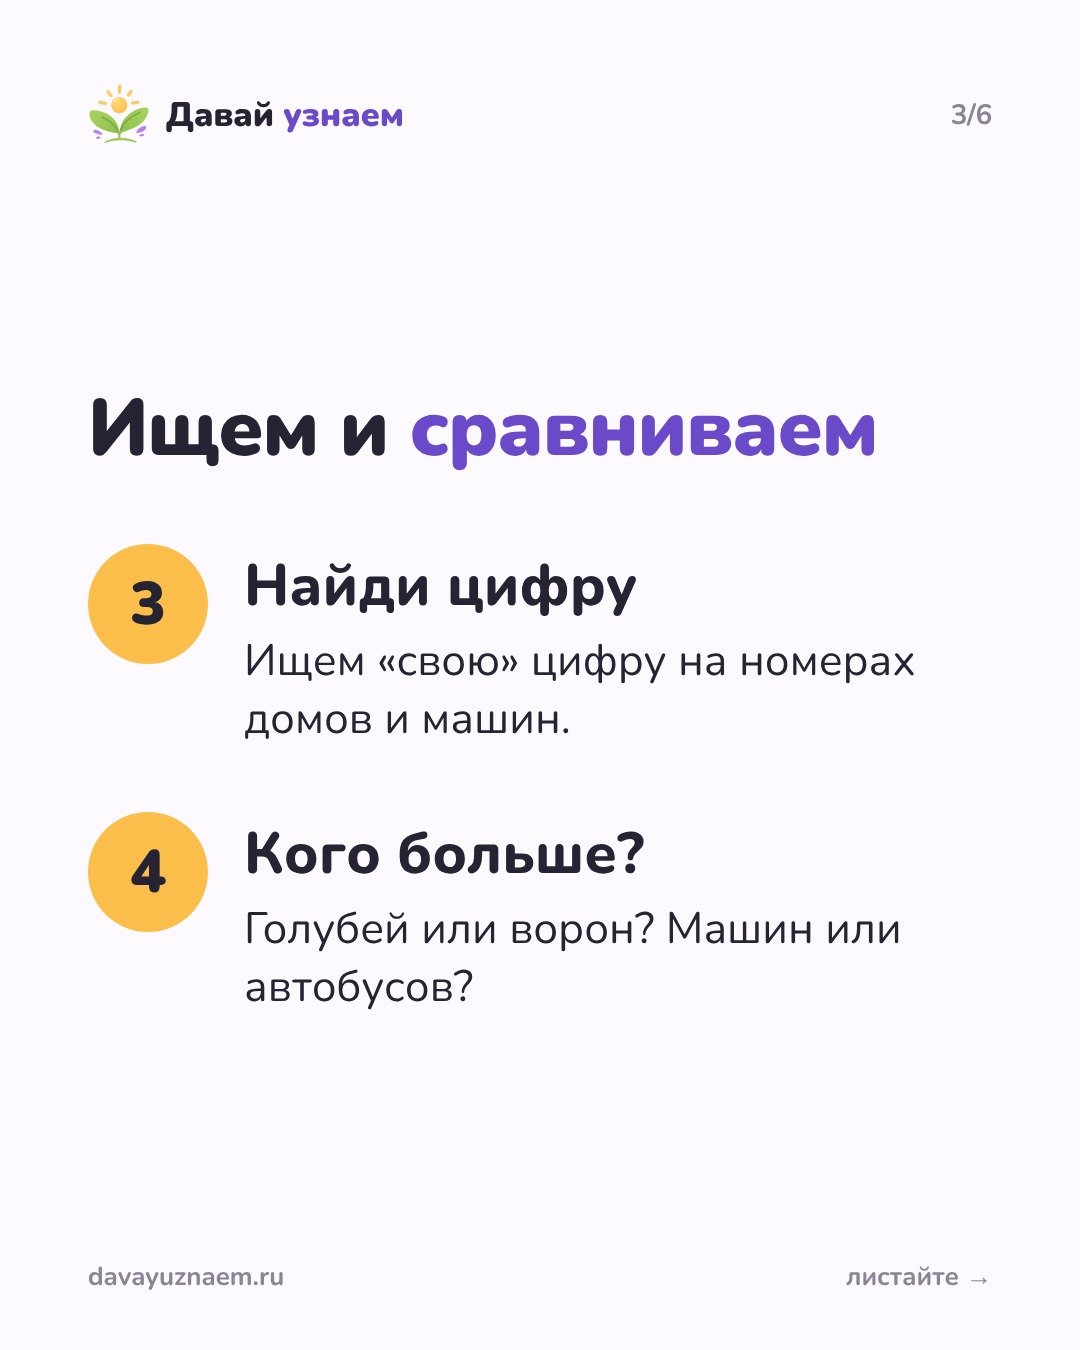 Давай узнаем
3/6
Ищем и сравниваем
3
Найди цифру
Ищем «свою» цифру на номерах
домов и машин.
4
Кого больше?
Голубей или ворон? Машин или
автобусов?
davayuznaem.ru
листайте →